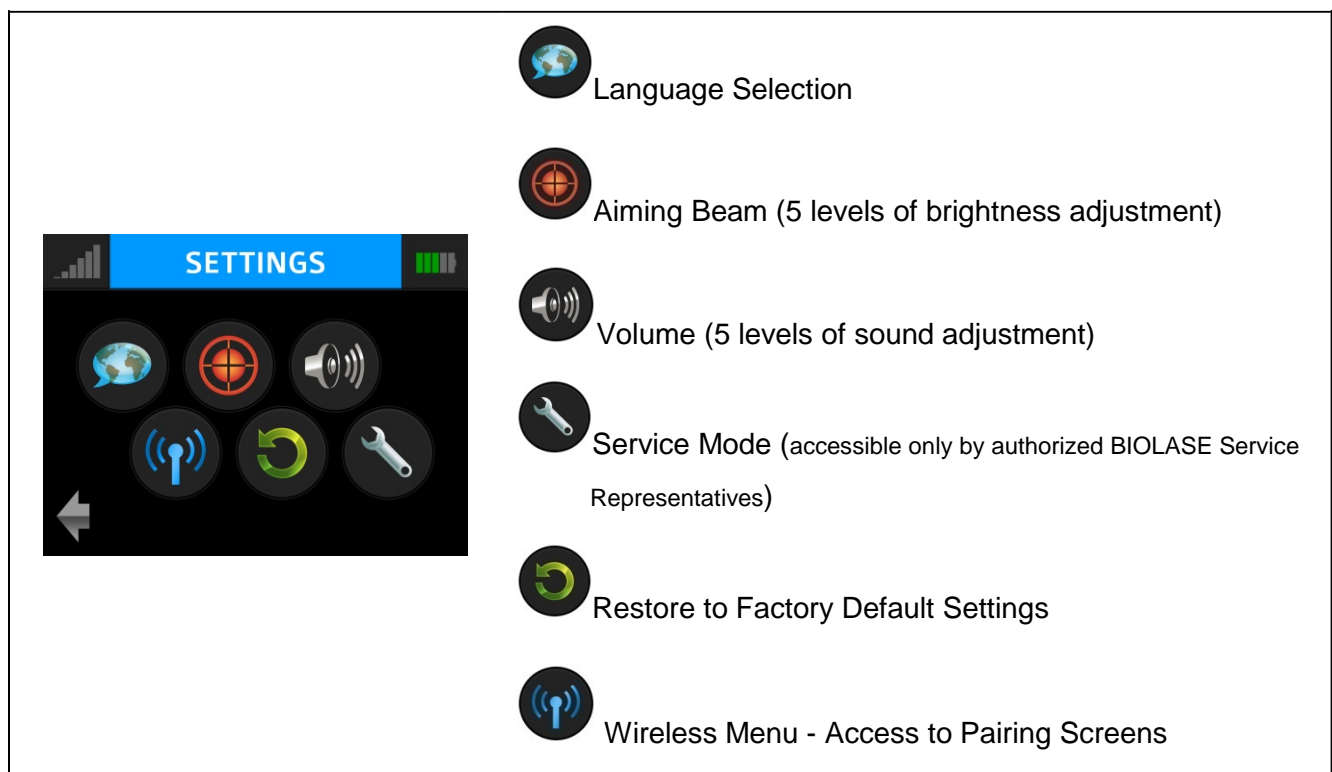 SETTINGS
Language Selection
Aiming Beam (5 levels of brightness adjustment)
Volume (5 levels of sound adjustment)
Service Mode (accessible only by authorized BIOLASE Service
Representatives)
Restore to Factory Default Settings
Wireless Menu - Access to Pairing Screens